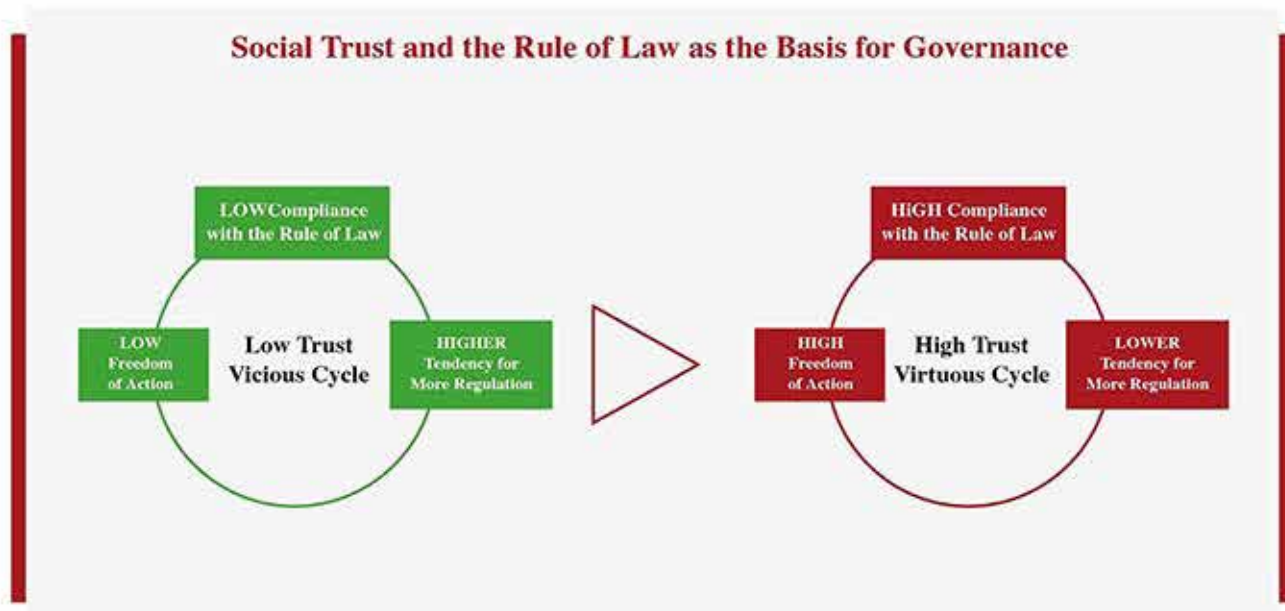 Social Trust and the Rule of Law as the Basis for Governance
LOWCompliance
with the Rule of Law
LOW
Freedom
of Action
Low Trust
Vicious Cycle
HIGHER
Tendency for
More Regulation
HiGH Compliance
with the Rule of Law
HIGH
Freedom
of Action
High Trust
Virtuous Cycle
LOWER
Tendency for
More Regulation